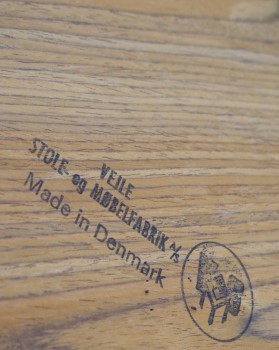 VEJLE
STOLE- og MØBELFABRIK A/S
Made in Denmark